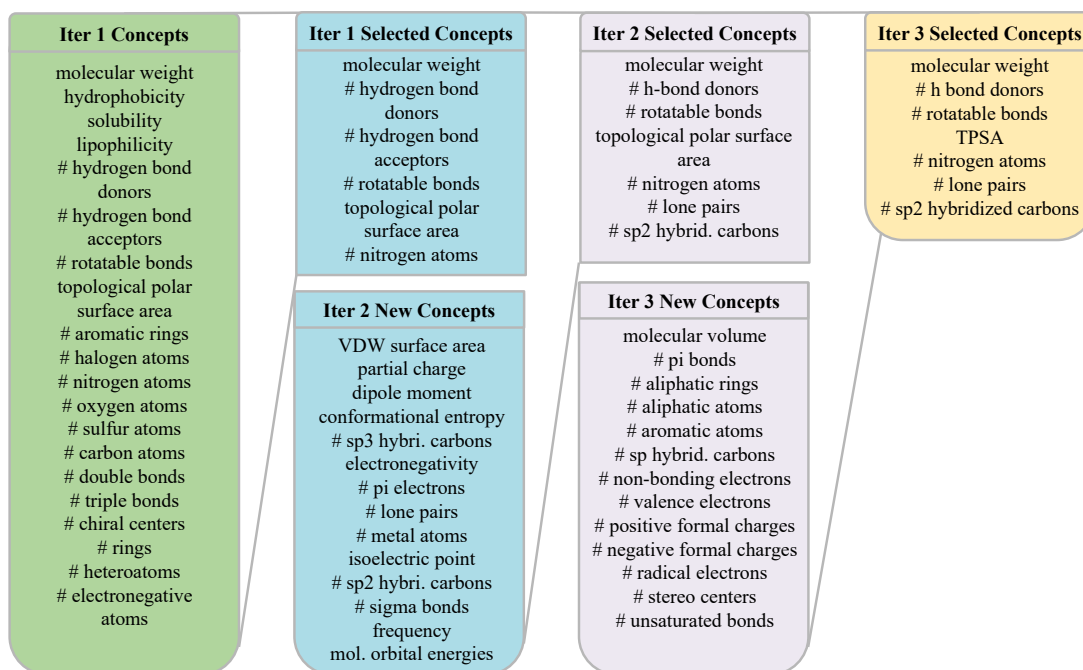 Iter 1 Concepts
molecular weight
hydrophobicity
solubility
lipophilicity
# hydrogen bond
donors
# hydrogen bond
acceptors
# rotatable bonds
topological polar
surface area
# aromatic rings
# halogen atoms
# nitrogen atoms
# oxygen atoms
# sulfur atoms
# carbon atoms
# double bonds
# triple bonds
# chiral centers
# rings
# heteroatoms
# electronegative
atoms
Iter 1 Selected Concepts
molecular weight
# hydrogen bond
donors
# hydrogen bond
acceptors
# rotatable bonds
topological polar
surface area
# nitrogen atoms
Iter 2 New Concepts
VDW surface area
partial charge
dipole moment
conformational entropy
# sp3 hybri. carbons
electronegativity
# pi electrons
# lone pairs
# metal atoms
isoelectric point
# sp2 hybri. carbons
# sigma bonds
frequency
mol. orbital energies
Iter 2 Selected Concepts
molecular weight
# h-bond donors
# rotatable bonds
topological polar surface
area
# nitrogen atoms
# lone pairs
# sp2 hybrid. carbons
Iter 3 New Concepts
molecular volume
# pi bonds
# aliphatic rings
# aliphatic atoms
# aromatic atoms
# sp hybrid. carbons
# non-bonding electrons
# valence electrons
# positive formal charges
# negative formal charges
# radical electrons
# stereo centers
# unsaturated bonds
Iter 3 Selected Concepts
molecular weight
# h bond donors
# rotatable bonds
TPSA
# nitrogen atoms
# lone pairs
# sp2 hybridized carbons